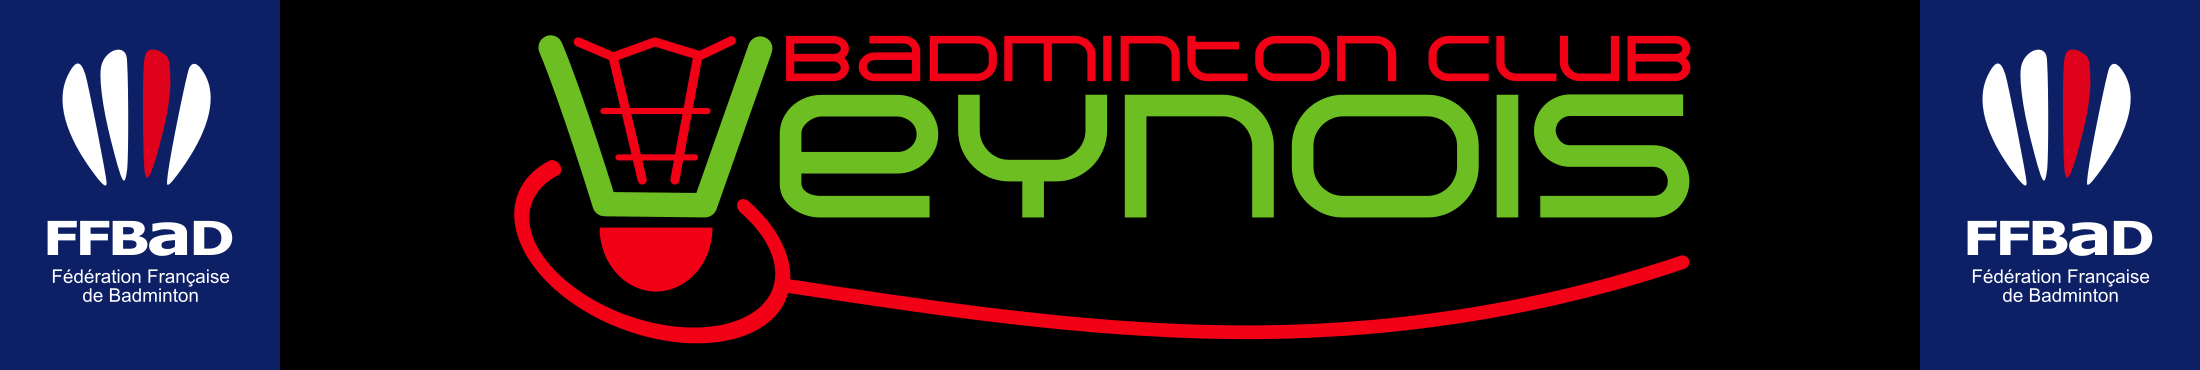 FFBaD
Fédération Française
de Badminton
BaDMINTON CLUB
VeYNOIS
FFBaD
Fédération Française
de Badminton